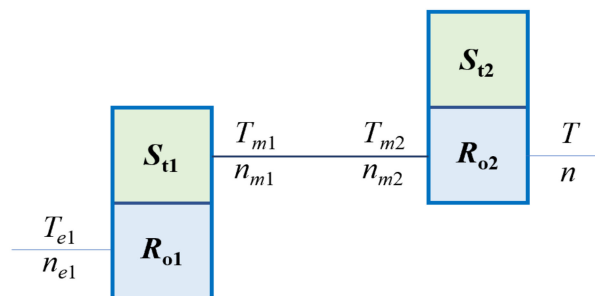 S_t2
T_m1 T_m2 T
S_t1 R_o2
n_m1 n_m2 n
T_e1
R_o1
n_e1